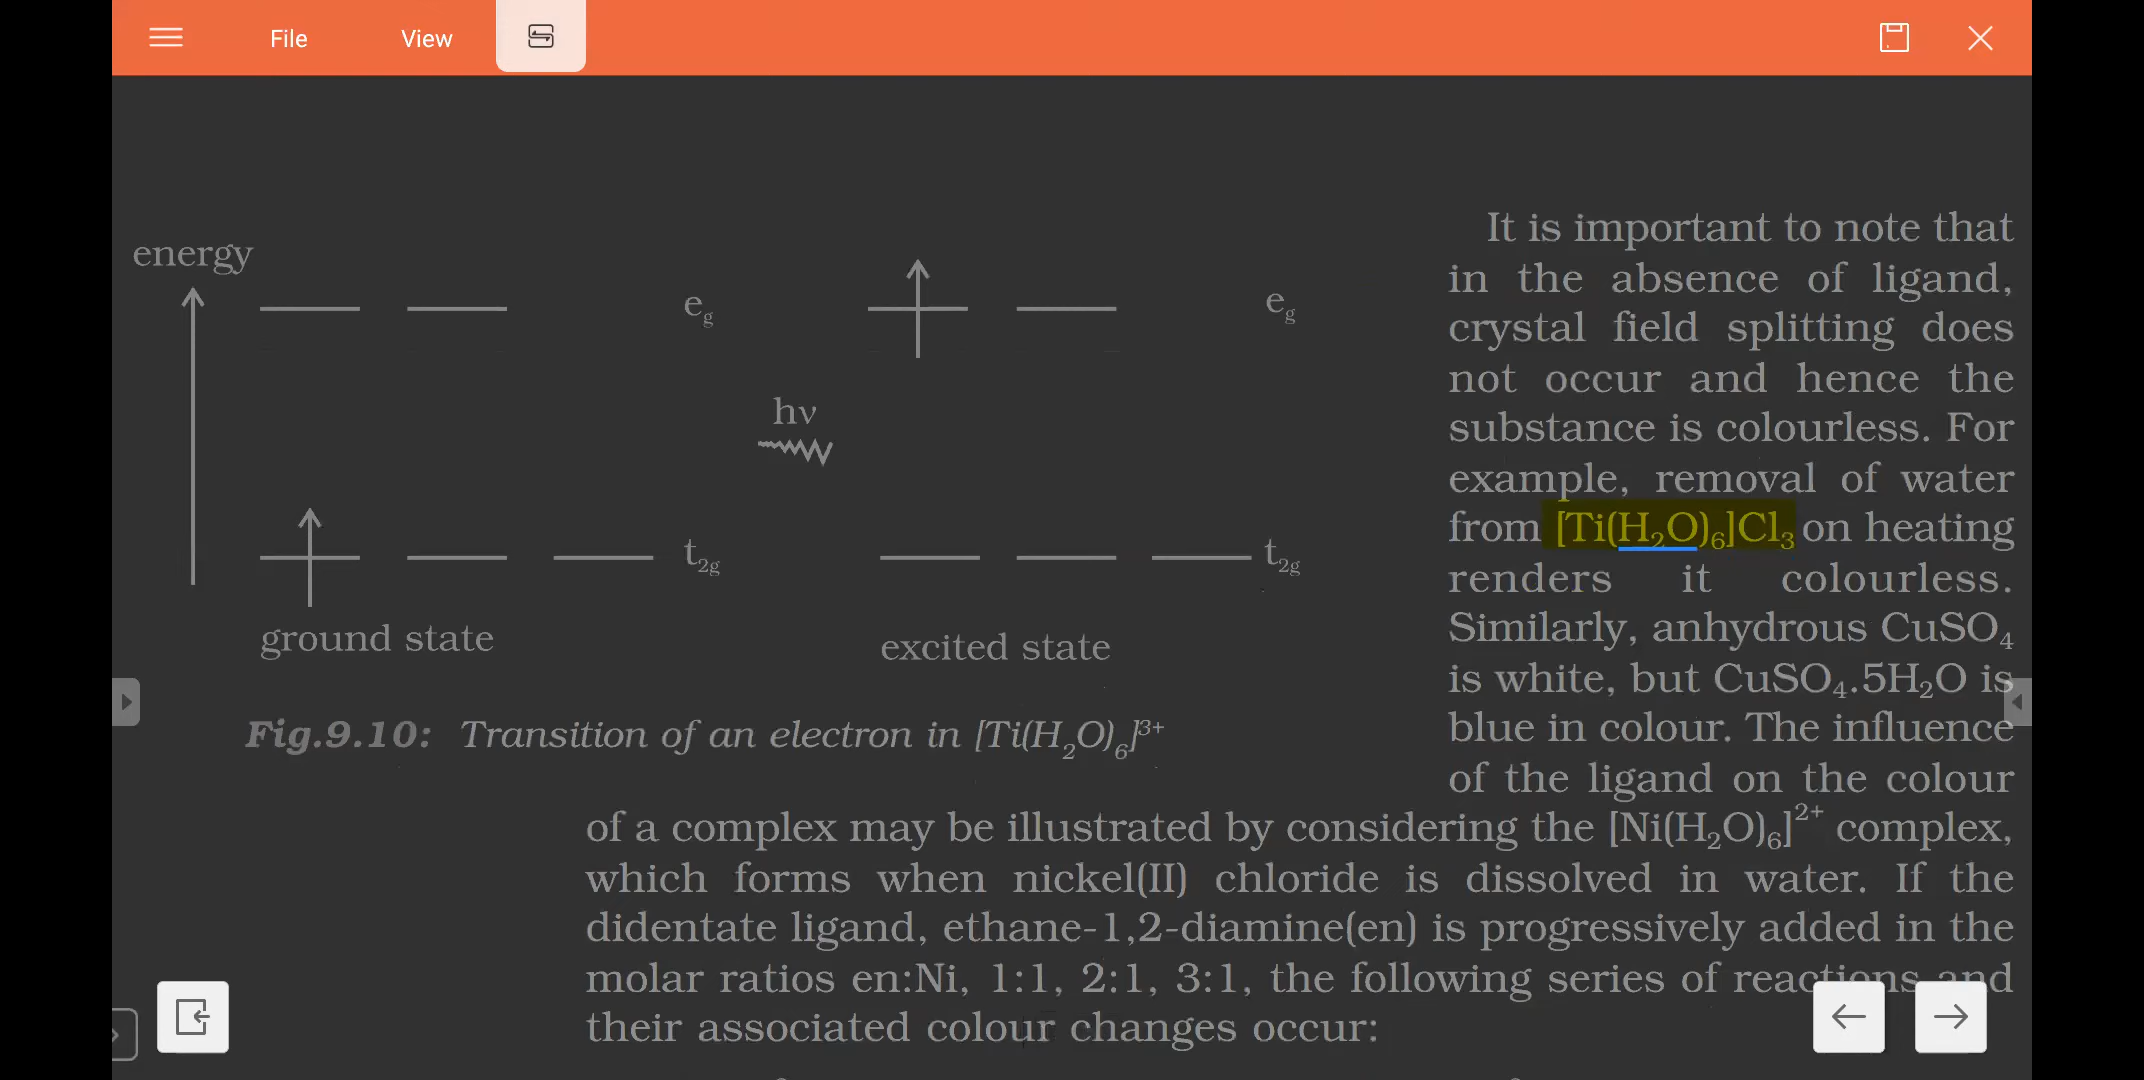 File View
energy
e_g e_g
hν
t_2g t_2g
ground state excited state
Fig.9.10: Transition of an electron in [Ti(H₂O)₆]³⁺
It is important to note that
in the absence of ligand,
crystal field splitting does
not occur and hence the
substance is colourless. For
example, removal of water
from [Ti(H₂O)₆]Cl₃ on heating
renders it colourless.
Similarly, anhydrous CuSO₄
is white, but CuSO₄.5H₂O is
blue in colour. The influence
of the ligand on the colour
of a complex may be illustrated by considering the [Ni(H₂O)₆]²⁺ complex,
which forms when nickel(II) chloride is dissolved in water. If the
didentate ligand, ethane-1,2-diamine(en) is progressively added in the
molar ratios en:Ni, 1:1, 2:1, 3:1, the following series of reactions and
their associated colour changes occur: